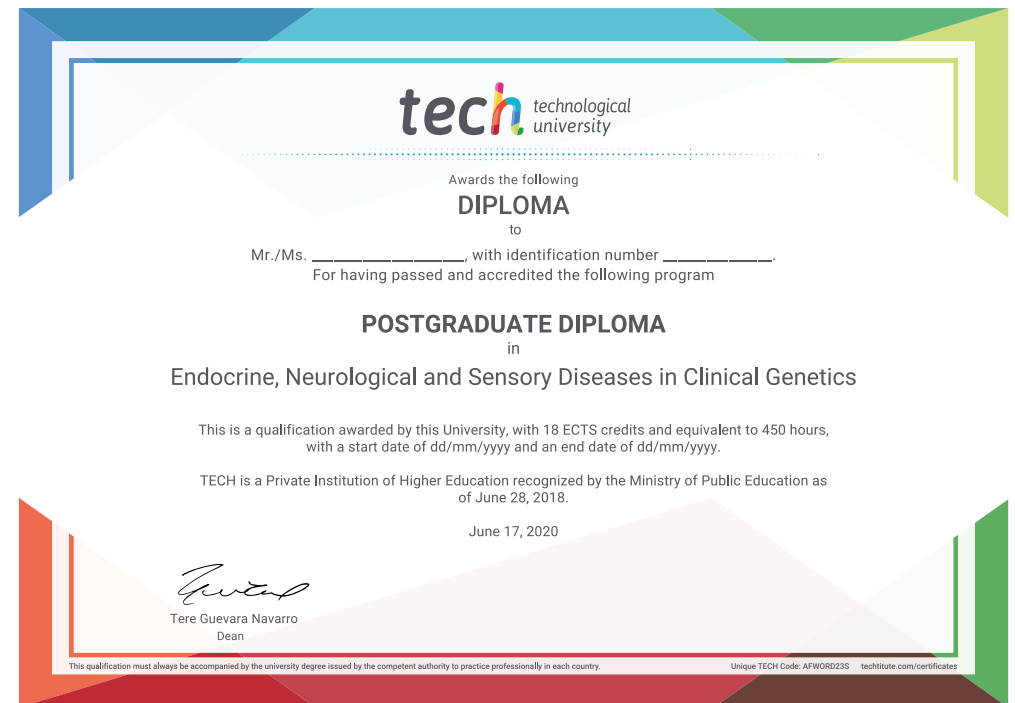 tech technological
university
Awards the following
DIPLOMA
to
Mr./Ms. _______________, with identification number ___________.
For having passed and accredited the following program
POSTGRADUATE DIPLOMA
in
Endocrine, Neurological and Sensory Diseases in Clinical Genetics
This is a qualification awarded by this University, with 18 ECTS credits and equivalent to 450 hours,
with a start date of dd/mm/yyyy and an end date of dd/mm/yyyy.
TECH is a Private Institution of Higher Education recognized by the Ministry of Public Education as
of June 28, 2018.
June 17, 2020
Tere Guevara Navarro
Dean
This qualification must always be accompanied by the university degree issued by the competent authority to practice professionally in each country.
Unique TECH Code: AFWORD23S techtitute.com/certificates